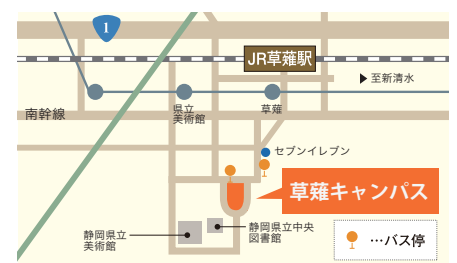 1
JR草薙駅
至新清水
南幹線
県立
美術館
草薙
セブンイレブン
草薙キャンパス
静岡県立
美術館
静岡県立中央
図書館
…バス停